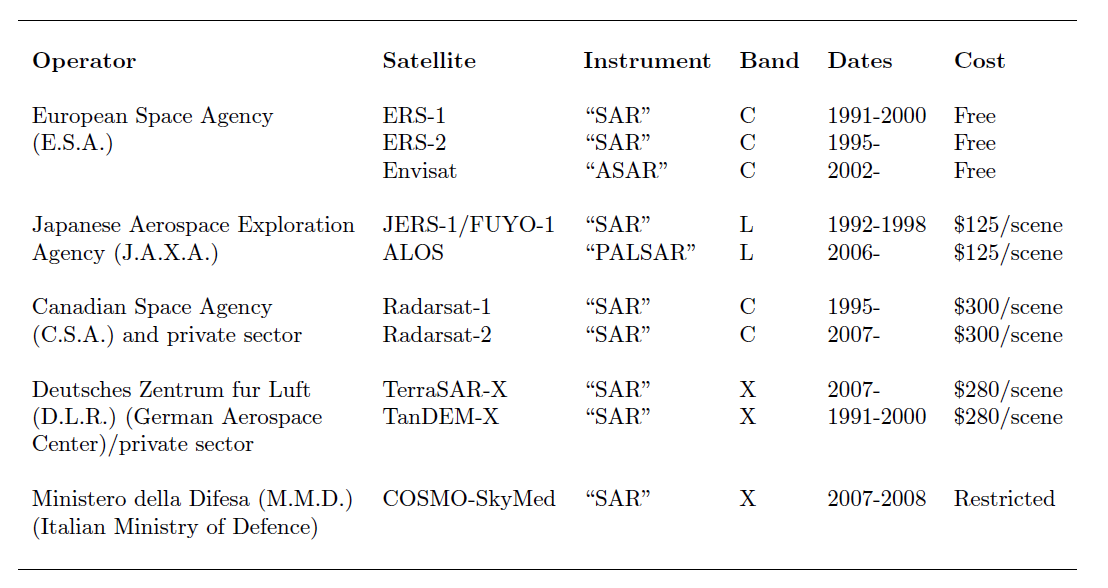 Operator Satellite Instrument Band Dates Cost
European Space Agency ERS-1 “SAR” C 1991-2000 Free
(E.S.A.) ERS-2 “SAR” C 1995- Free
Envisat “ASAR” C 2002- Free
Japanese Aerospace Exploration JERS-1/FUYO-1 “SAR” L 1992-1998 $125/scene
Agency (J.A.X.A.) ALOS “PALSAR” L 2006- $125/scene
Canadian Space Agency Radarsat-1 “SAR” C 1995- $300/scene
(C.S.A.) and private sector Radarsat-2 “SAR” C 2007- $300/scene
Deutsches Zentrum fur Luft TerraSAR-X “SAR” X 2007- $280/scene
(D.L.R.) (German Aerospace TanDEM-X “SAR” X 1991-2000 $280/scene
Center)/private sector
Ministero della Difesa (M.M.D.) COSMO-SkyMed “SAR” X 2007-2008 Restricted
(Italian Ministry of Defence)